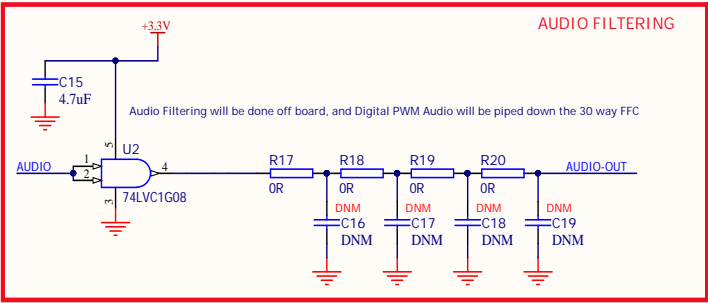 AUDIO FILTERING
+3.3V
C15
4.7uF
Audio Filtering will be done off board, and Digital PWM Audio will be piped down the 30 way FFC
5
U2
AUDIO
1
2
4
3
74LVC1G08
R17
R18
R19
R20
AUDIO-OUT
0R
0R
0R
0R
DNM
DNM
DNM
DNM
C16
C17
C18
C19
DNM
DNM
DNM
DNM